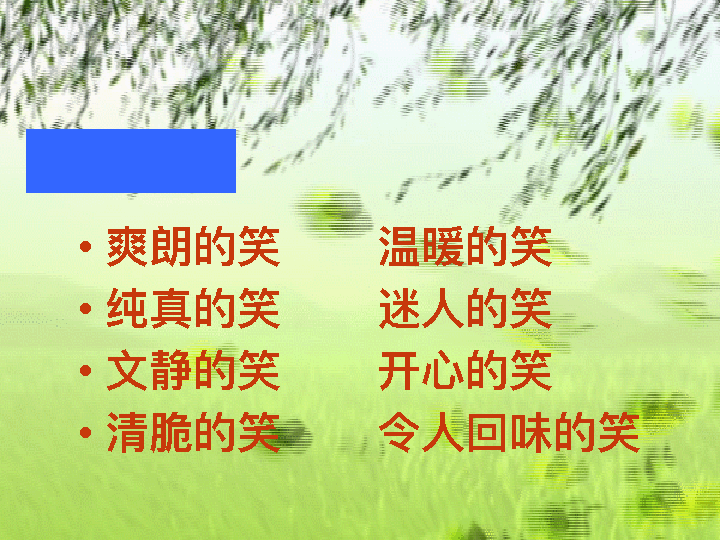 • 爽朗的笑 温暖的笑
• 纯真的笑 迷人的笑
• 文静的笑 开心的笑
• 清脆的笑 令人回味的笑